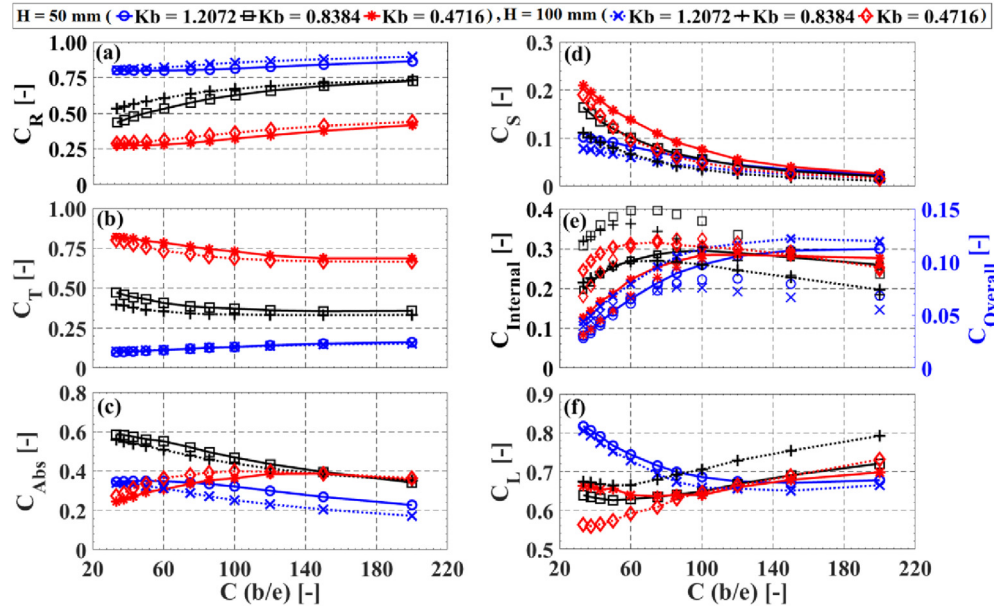 H = 50 mm ( Kb = 1.2072 Kb = 0.8384 Kb = 0.4716) , H = 100 mm ( Kb = 1.2072 Kb = 0.8384 Kb = 0.4716)
(a)
1.00
0.75
0.50
0.25
0
C_R [-]
(d)
0.3
0.2
0.1
0
C_S [-]
(b)
1.00
0.75
0.50
0.25
0
C_T [-]
(e)
0.4
0.3
0.2
0.1
0
C_Internal [-]
0.15
0.10
0.05
0
C_Overall [-]
(c)
0.8
0.6
0.4
0.2
0
C_Abs [-]
20 60 100 140 180 220
C (b/e) [-]
(f)
0.9
0.8
0.7
0.6
0.5
C_L [-]
20 60 100 140 180 220
C (b/e) [-]